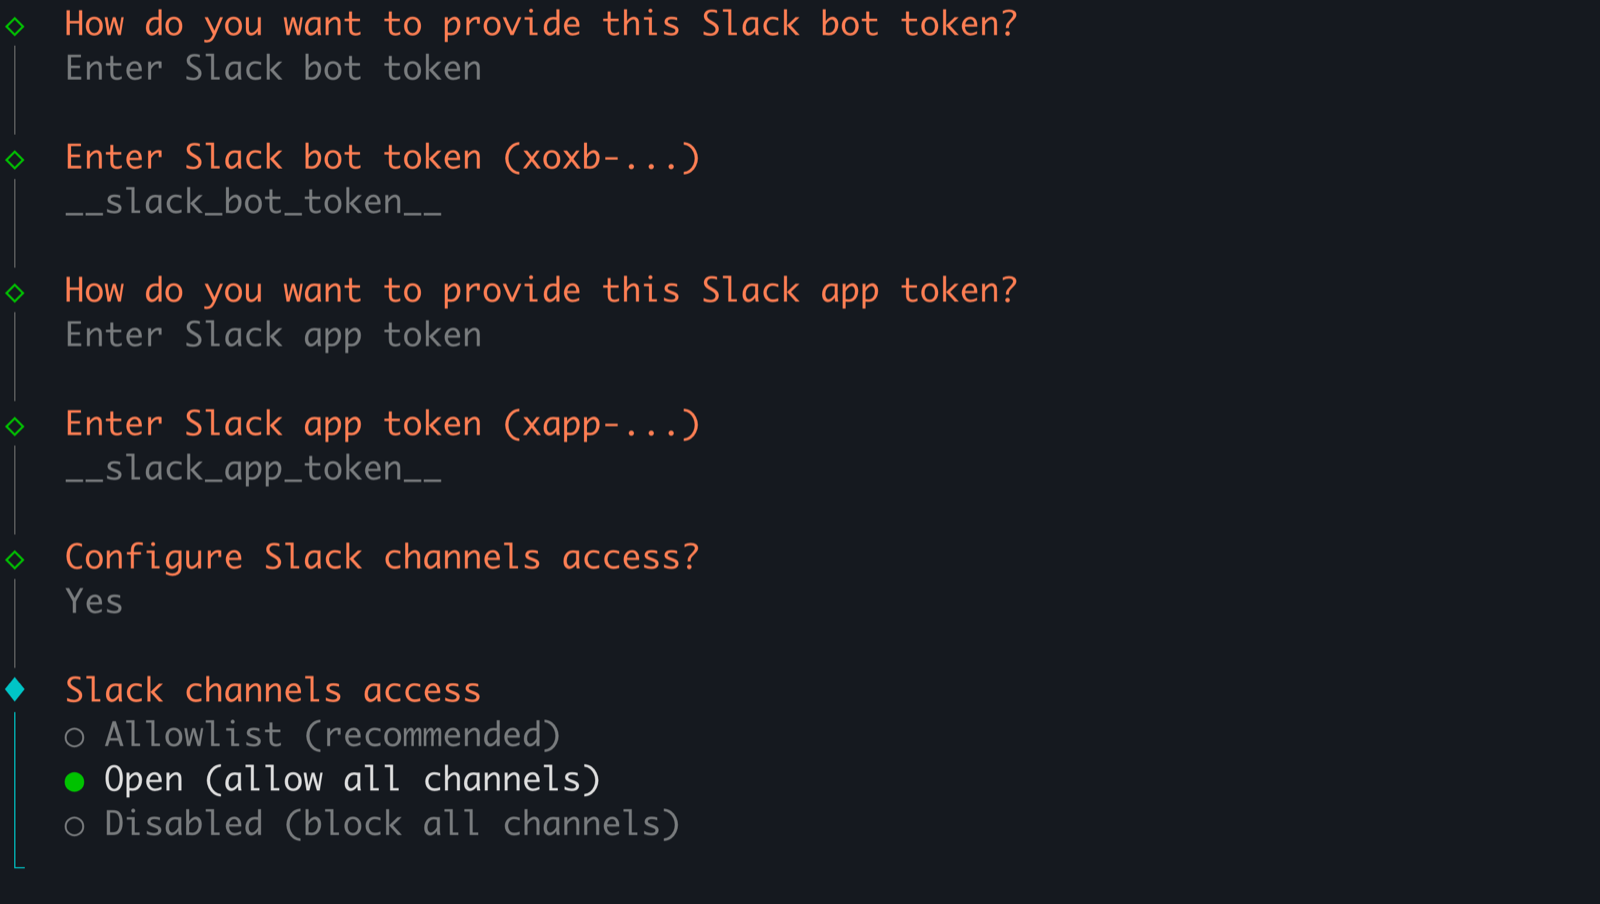 How do you want to provide this Slack bot token?
Enter Slack bot token
Enter Slack bot token (xoxb-...)
__slack_bot_token__
How do you want to provide this Slack app token?
Enter Slack app token
Enter Slack app token (xapp-...)
__slack_app_token__
Configure Slack channels access?
Yes
Slack channels access
○ Allowlist (recommended)
● Open (allow all channels)
○ Disabled (block all channels)